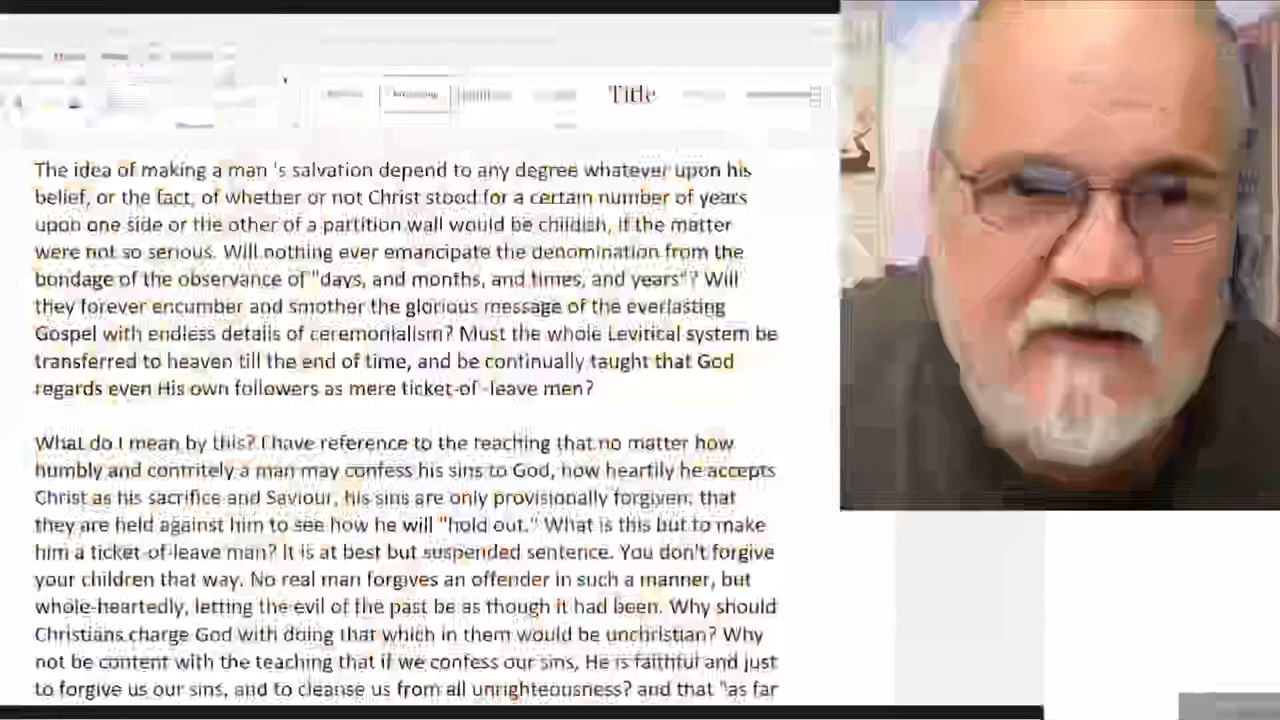 Title
The idea of making a man 's salvation depend to any degree whatever upon his
belief, or the fact, of whether or not Christ stood for a certain number of years
upon one side or the other of a partition wall would be childish, if the matter
were not so serious. Will nothing ever emancipate the denomination from the
bondage of the observance of "days, and months, and times, and years"? Will
they forever encumber and smother the glorious message of the everlasting
Gospel with endless details of ceremonialism? Must the whole Levitical system be
transferred to heaven till the end of time, and be continually taught that God
regards even His own followers as mere ticket-of -leave men?
What do I mean by this? I have reference to the teaching that no matter how
humbly and contritely a man may confess his sins to God, how heartily he accepts
Christ as his sacrifice and Saviour, his sins are only provisionally forgiven; that
they are held against him to see how he will "hold out." What is this but to make
him a ticket-of-leave man? It is at best but suspended sentence. You don't forgive
your children that way. No real man forgives an offender in such a manner, but
whole-heartedly, letting the evil of the past be as though it had been. Why should
Christians charge God with doing that which in them would be unchristian? Why
not be content with the teaching that if we confess our sins, He is faithful and just
to forgive us our sins, and to cleanse us from all unrighteousness? and that "as far